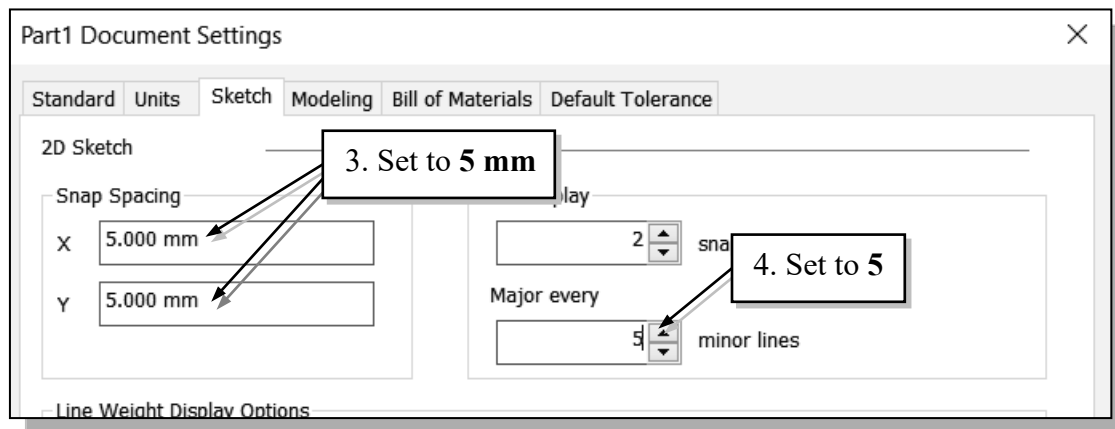 Part1 Document Settings
Standard Units Sketch Modeling Bill of Materials Default Tolerance
2D Sketch
3. Set to 5 mm
Snap Spacing
X 5.000 mm
Y 5.000 mm
2
4. Set to 5
Major every
5 minor lines
Line Weight Display Options